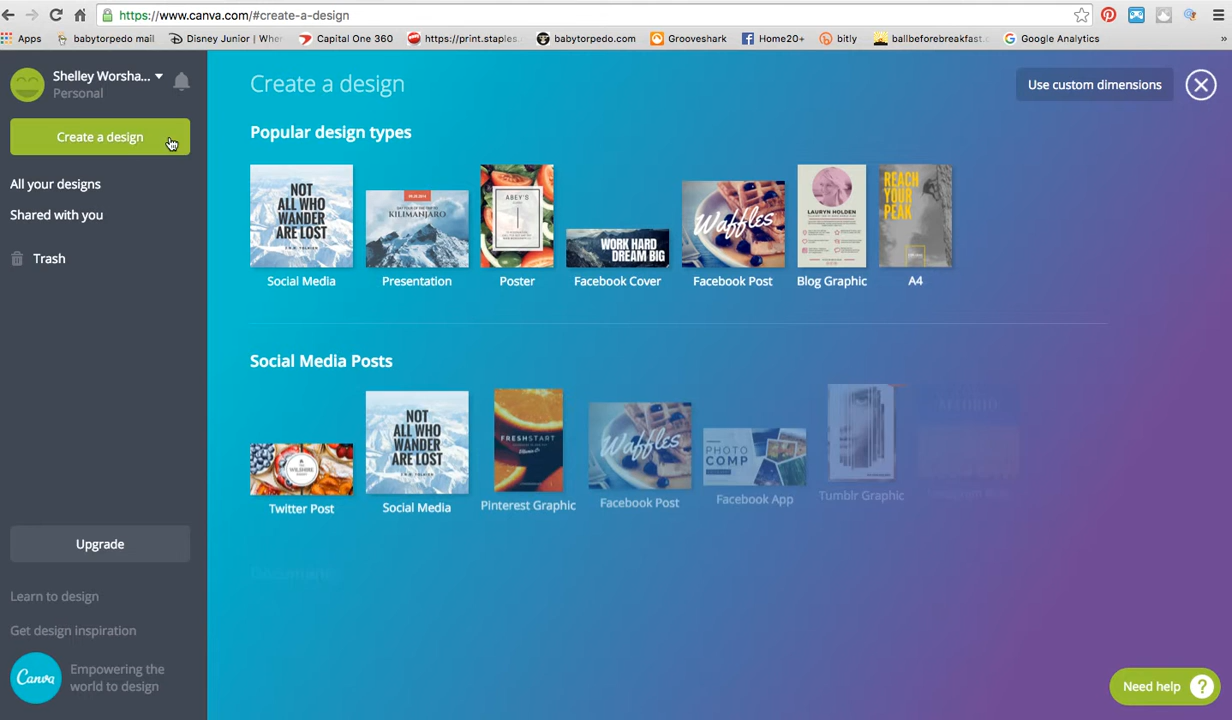 https://www.canva.com/#create-a-design
Apps
babytorpedo mail
Disney Junior | Wher
Capital One 360
https://print.staples.
babytorpedo.com
Grooveshark
Home20+
bitly
ballbeforebreakfast.c
Google Analytics
»
Shelley Worsha...
Personal
Create a design
Use custom dimensions
Create a design
Popular design types
All your designs
Shared with you
Trash
NOT
ALL WHO
WANDER
ARE LOST
KILIMANJARO
ABEY'S
WORK HARD
DREAM BIG
Waffles
LAURYN HOLDEN
REACH
YOUR
PEAK
Social Media
Presentation
Poster
Facebook Cover
Facebook Post
Blog Graphic
A4
Social Media Posts
WILSHIRE
NOT
ALL WHO
WANDER
ARE LOST
FRESHSTART
Waffles
PHOTO
COMP
Twitter Post
Social Media
Pinterest Graphic
Facebook Post
Facebook App
Tumblr Graphic
Documents
Upgrade
Learn to design
Get design inspiration
Canva
Empowering the
world to design
Need help ?